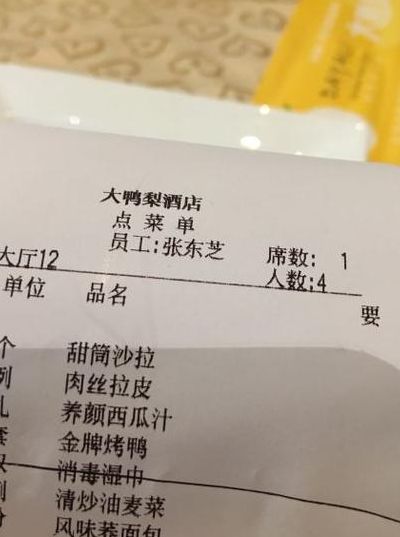 大鸭梨酒店
点菜单
员工:张东芝 席数: 1
大厅12 人数:4
单位 品名 要
个 甜筒沙拉
例 肉丝拉皮
扎 养颜西瓜汁
套 金牌烤鸭
消毒湿巾
例 清炒油麦菜
份 风味荞面包